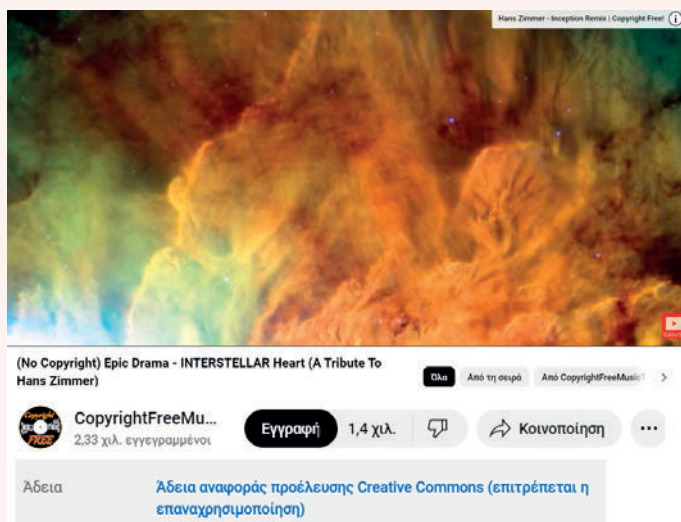 Hans Zimmer - Inception Remix | Copyright Free!
(No Copyright) Epic Drama - INTERSTELLAR Heart (A Tribute To
Hans Zimmer)
Όλα Από τη σειρά Από CopyrightFreeMusic
Copyright
FREE
CopyrightFreeMu...
2,33 χιλ. εγγεγραμμένοι
Εγγραφή 1,4 χιλ. Κοινοποίηση
Άδεια
Άδεια αναφοράς προέλευσης Creative Commons (επιτρέπεται η
επαναχρησιμοποίηση)